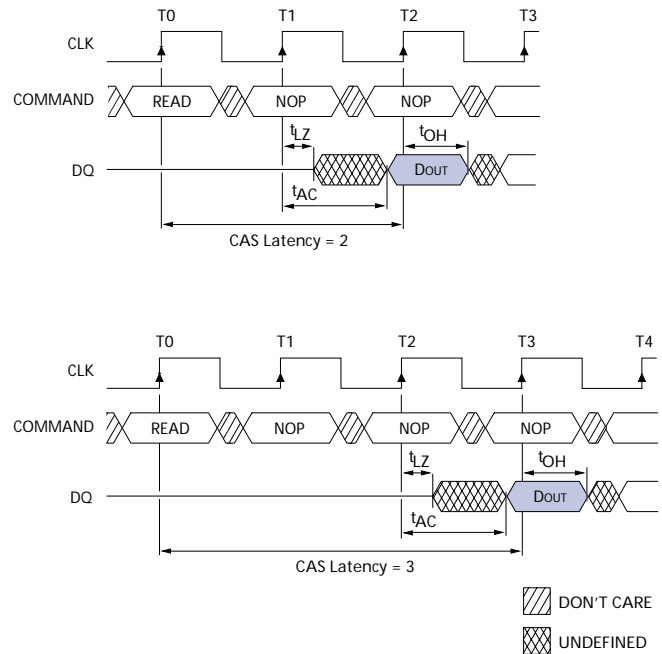 T0 T1 T2 T3
CLK
COMMAND READ NOP NOP
tLZ tOH
DQ DOUT
tAC
CAS Latency = 2
T0 T1 T2 T3 T4
CLK
COMMAND READ NOP NOP NOP
tLZ tOH
DQ DOUT
tAC
CAS Latency = 3
DON'T CARE
UNDEFINED